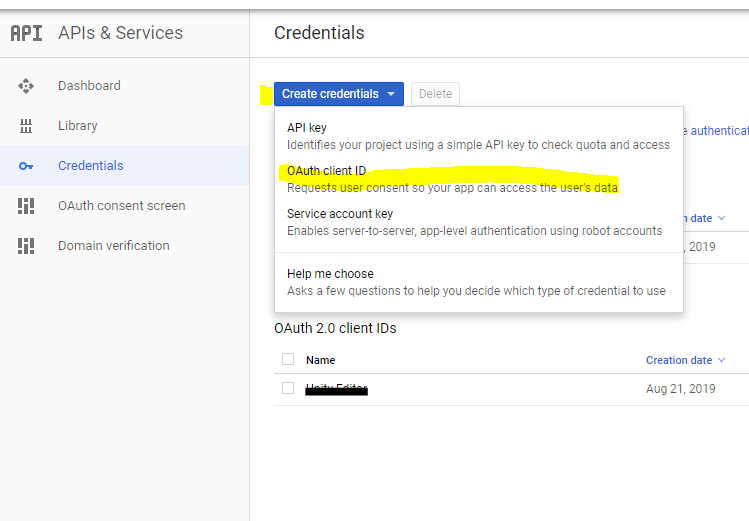 API APIs & Services
Credentials
Dashboard
Library
Credentials
OAuth consent screen
Domain verification
Create credentials
Delete
API key
Identifies your project using a simple API key to check quota and access
OAuth client ID
Requests user consent so your app can access the user's data
Service account key
Enables server-to-server, app-level authentication using robot accounts
Help me choose
Asks a few questions to help you decide which type of credential to use
n date
, 2019
OAuth 2.0 client IDs
Name
Creation date
Aug 21, 2019